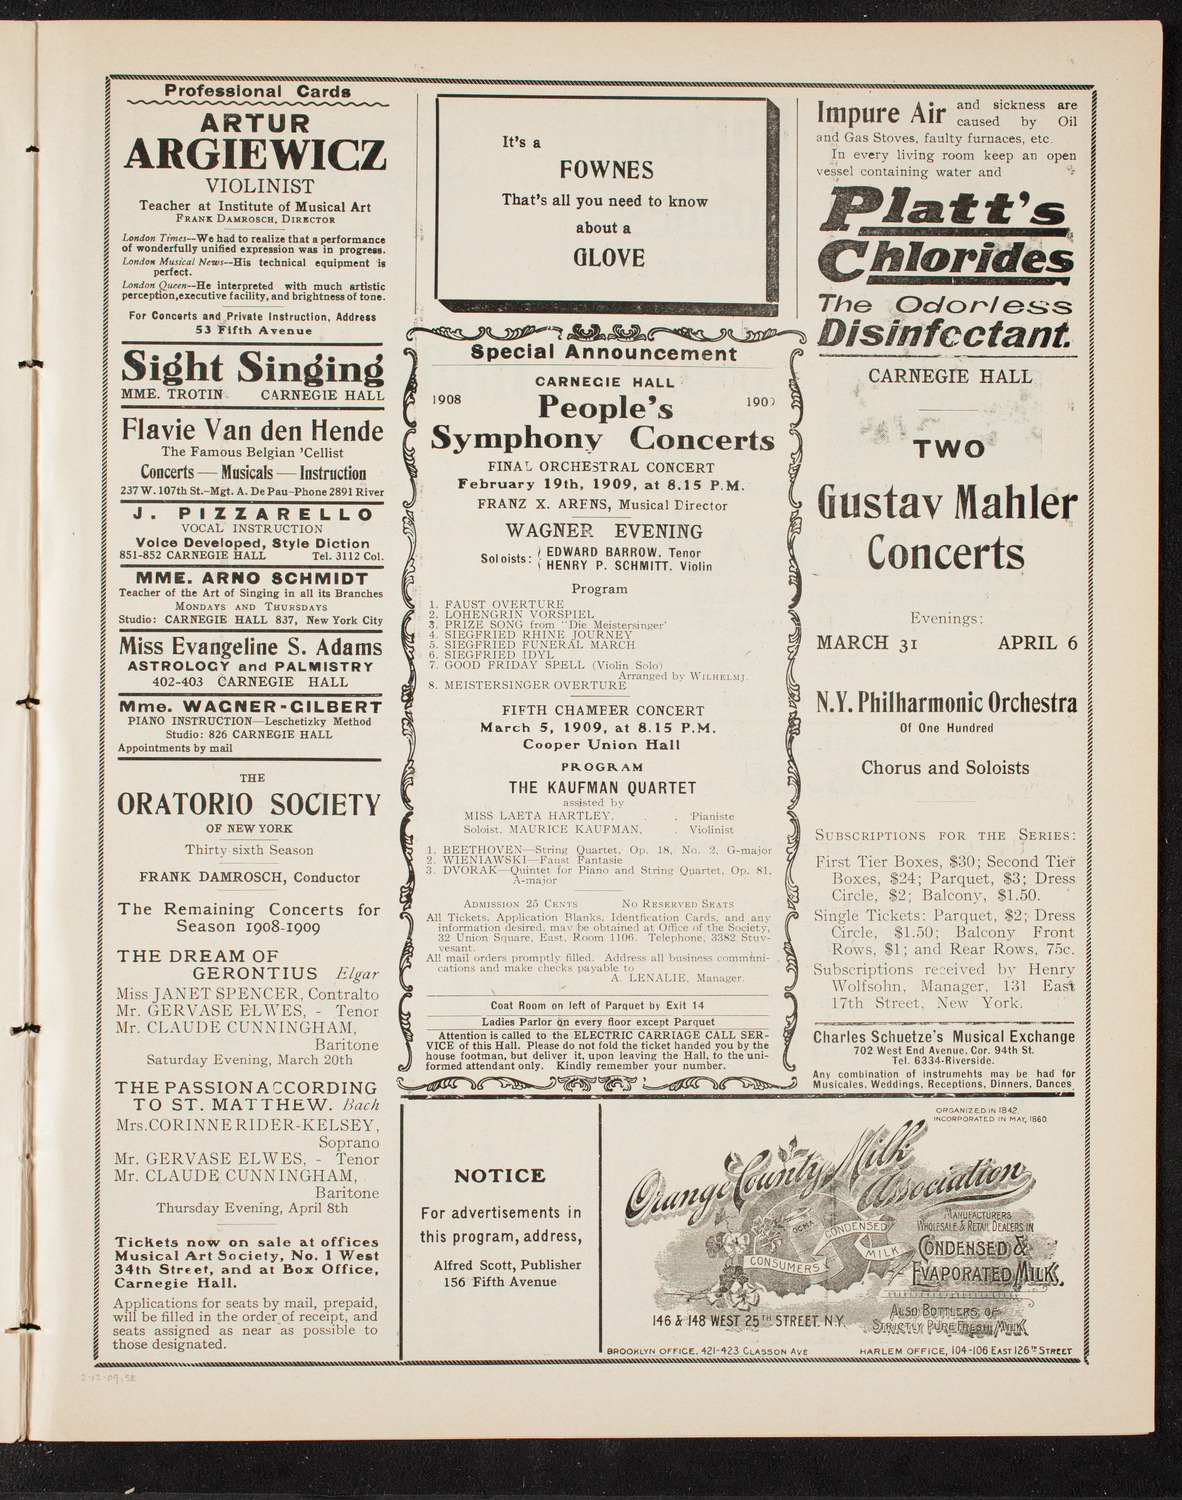 Professional Cards
ARTUR
ARGIEWICZ
VIOLINIST
Teacher at Institute of Musical Art
FRANK DAMROSCH, DIRECTOR
London Times--We had to realize that a performance
of wonderfully unified expression was in progress.
London Musical News--His technical equipment is
perfect.
London Queen--He interpreted with much artistic
perception, executive facility, and brightness of tone.
For Concerts and Private Instruction, Address
53 Fifth Avenue
Sight Singing
MME. TROTIN CARNEGIE HALL
Flavie Van den Hende
The Famous Belgian 'Cellist
Concerts — Musicals — Instruction
237 W. 107th St.–Mgt. A. De Pau–Phone 2891 River
J. PIZZARELLO
VOCAL INSTRUCTION
Voice Developed, Style Diction
851-852 CARNEGIE HALL Tel. 3112 Col.
MME. ARNO SCHMIDT
Teacher of the Art of Singing in all its Branches
MONDAYS AND THURSDAYS
Studio: CARNEGIE HALL 837, New York City
Miss Evangeline S. Adams
ASTROLOGY and PALMISTRY
402-403 CARNEGIE HALL
Mme. WAGNER-GILBERT
PIANO INSTRUCTION—Leschetizky Method
Studio: 826 CARNEGIE HALL
Appointments by mail
THE
ORATORIO SOCIETY
OF NEW YORK
Thirty-sixth Season
FRANK DAMROSCH, Conductor
The Remaining Concerts for
Season 1908-1909
THE DREAM OF
GERONTIUS Elgar
Miss JANET SPENCER, Contralto
Mr. GERVASE ELWES, - Tenor
Mr. CLAUDE CUNNINGHAM,
Baritone
Saturday Evening, March 20th
THE PASSION ACCORDING
TO ST. MATTHEW. Bach
Mrs. CORINNE RIDER-KELSEY,
Soprano
Mr. GERVASE ELWES, - Tenor
Mr. CLAUDE CUNNINGHAM,
Baritone
Thursday Evening, April 8th
Tickets now on sale at offices
Musical Art Society, No. 1 West
34th Street, and at Box Office,
Carnegie Hall.
Applications for seats by mail, prepaid,
will be filled in the order of receipt, and
seats assigned as near as possible to
those designated.
2-12-09, SE
It's a
FOWNES
That's all you need to know
about a
GLOVE
Special Announcement
CARNEGIE HALL
1908 1909
People's
Symphony Concerts
FINAL ORCHESTRAL CONCERT
February 19th, 1909, at 8.15 P.M.
FRANZ X. ARENS, Musical Director
WAGNER EVENING
Soloists: EDWARD BARROW, Tenor
HENRY P. SCHMITT, Violin
Program
1. FAUST OVERTURE
2. LOHENGRIN VORSPIEL
3. PRIZE SONG from "Die Meistersinger'
4. SIEGFRIED RHINE JOURNEY
5. SIEGFRIED FUNERAL MARCH
6. SIEGFRIED IDYL
7. GOOD FRIDAY SPELL (Violin Solo)
Arranged by WILHELMJ.
8. MEISTERSINGER OVERTURE
FIFTH CHAMBER CONCERT
March 5, 1909, at 8.15 P.M.
Cooper Union Hall
PROGRAM
THE KAUFMAN QUARTET
assisted by
MISS LAETA HARTLEY, . . Pianiste
Soloist, MAURICE KAUFMAN, . Violinist
1. BEETHOVEN—String Quartet, Op. 18, No. 2, G-major
2. WIENIAWSKI—Faust Fantasie
3. DVORAK—Quintet for Piano and String Quartet, Op. 81,
A-major
ADMISSION 25 CENTS NO RESERVED SEATS
All Tickets, Application Blanks, Identfication Cards, and any
information desired, may be obtained at Office of the Society,
32 Union Square, East, Room 1106. Telephone, 3382 Stuy-
vesant.
All mail orders promptly filled. Address all business communi-
cations and make checks payable to
A. LENALIE, Manager.
Coat Room on left of Parquet by Exit 14
Ladies Parlor on every floor except Parquet
Attention is called to the ELECTRIC CARRIAGE CALL SER-
VICE of this Hall. Please do not fold the ticket handed you by the
house footman, but deliver it, upon leaving the Hall, to the uni-
formed attendant only. Kindly remember your number.
Impure Air and sickness are
caused by Oil
and Gas Stoves, faulty furnaces, etc.
In every living room keep an open
vessel containing water and
Platt's
Chlorides
The Odorless
Disinfectant.
CARNEGIE HALL
TWO
Gustav Mahler
Concerts
Evenings:
MARCH 31 APRIL 6
N.Y. Philharmonic Orchestra
Of One Hundred
Chorus and Soloists
SUBSCRIPTIONS FOR THE SERIES:
First Tier Boxes, $30; Second Tier
Boxes, $24; Parquet, $3; Dress
Circle, $2; Balcony, $1.50.
Single Tickets: Parquet, $2; Dress
Circle, $1.50; Balcony Front
Rows, $1; and Rear Rows, 75c.
Subscriptions received by Henry
Wolfsohn, Manager, 131 East
17th Street, New York.
Charles Schuetze's Musical Exchange
702 West End Avenue, Cor. 94th St.
Tel. 6334-Riverside.
Any combination of instruments may be had for
Musicales, Weddings, Receptions, Dinners, Dances
NOTICE
For advertisements in
this program, address,
Alfred Scott, Publisher
156 Fifth Avenue
ORGANIZED IN 1842.
INCORPORATED IN MAY, 1860.
Orange County Milk
Association
MANUFACTURERS
WHOLESALE & RETAIL DEALERS IN
CONDENSED &
EVAPORATED MILK.
OCMA
CONDENSED
MILK
CONSUMERS
ALSO BOTTLERS OF
STRICTLY PURE FRESH MILK
146 & 148 WEST 25TH STREET. N.Y.
BROOKLYN OFFICE, 421-423 CLASSON AVE HARLEM OFFICE, 104-106 EAST 126TH STREET